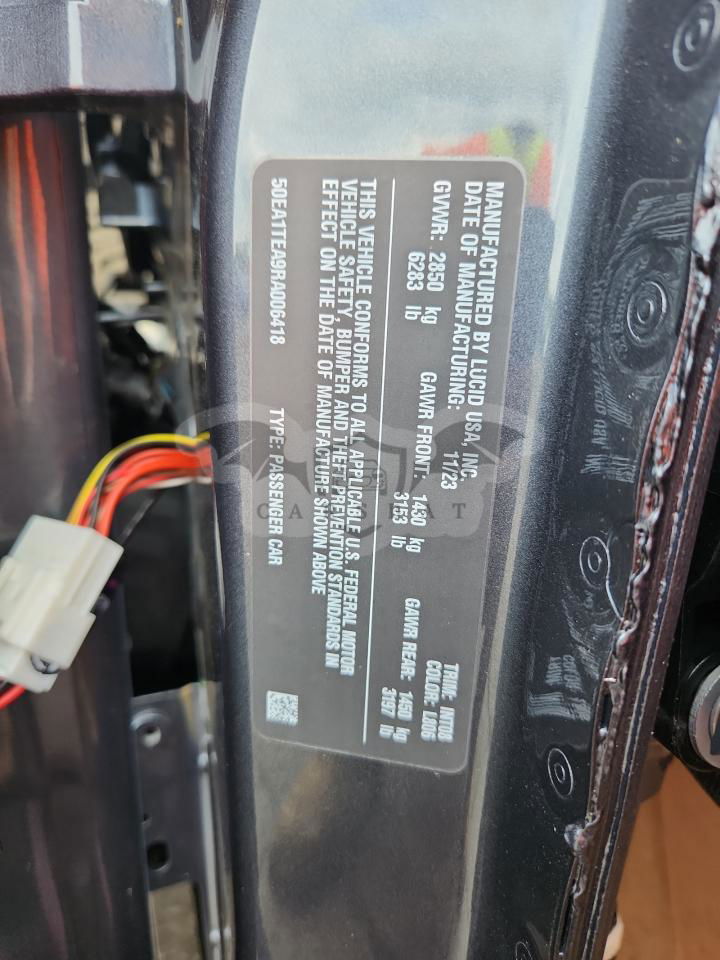 MANUFACTURED BY LUCID USA, INC.
DATE OF MANUFACTURING: 11/23
GVWR: 2850 kg GAWR FRONT: 1430 kg GAWR REAR: 1450 kg
6283 lb 3153 lb 3197 lb
TRIM: INT08
COLOR: L806
THIS VEHICLE CONFORMS TO ALL APPLICABLE U.S. FEDERAL MOTOR
VEHICLE SAFETY, BUMPER AND THEFT PREVENTION STANDARDS IN
EFFECT ON THE DATE OF MANUFACTURE SHOWN ABOVE
50EA1TEA9RA006418 TYPE: PASSENGER CAR